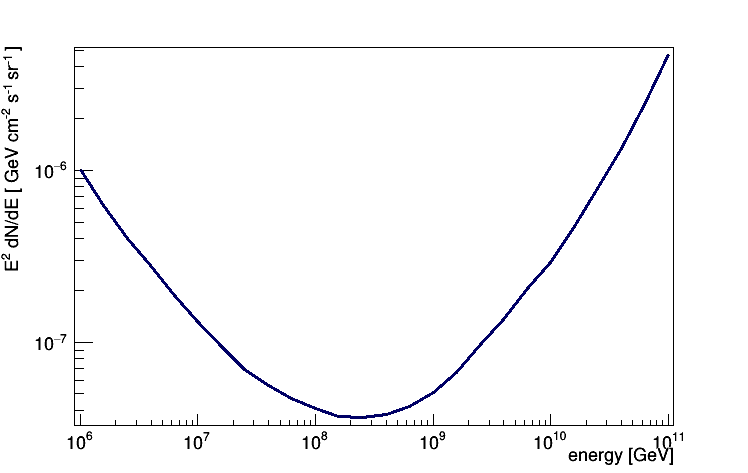 E² dN/dE [ GeV cm⁻² s⁻¹ sr⁻¹ ]
10⁻⁶
10⁻⁷
10⁶ 10⁷ 10⁸ 10⁹ 10¹⁰ 10¹¹
energy [GeV]